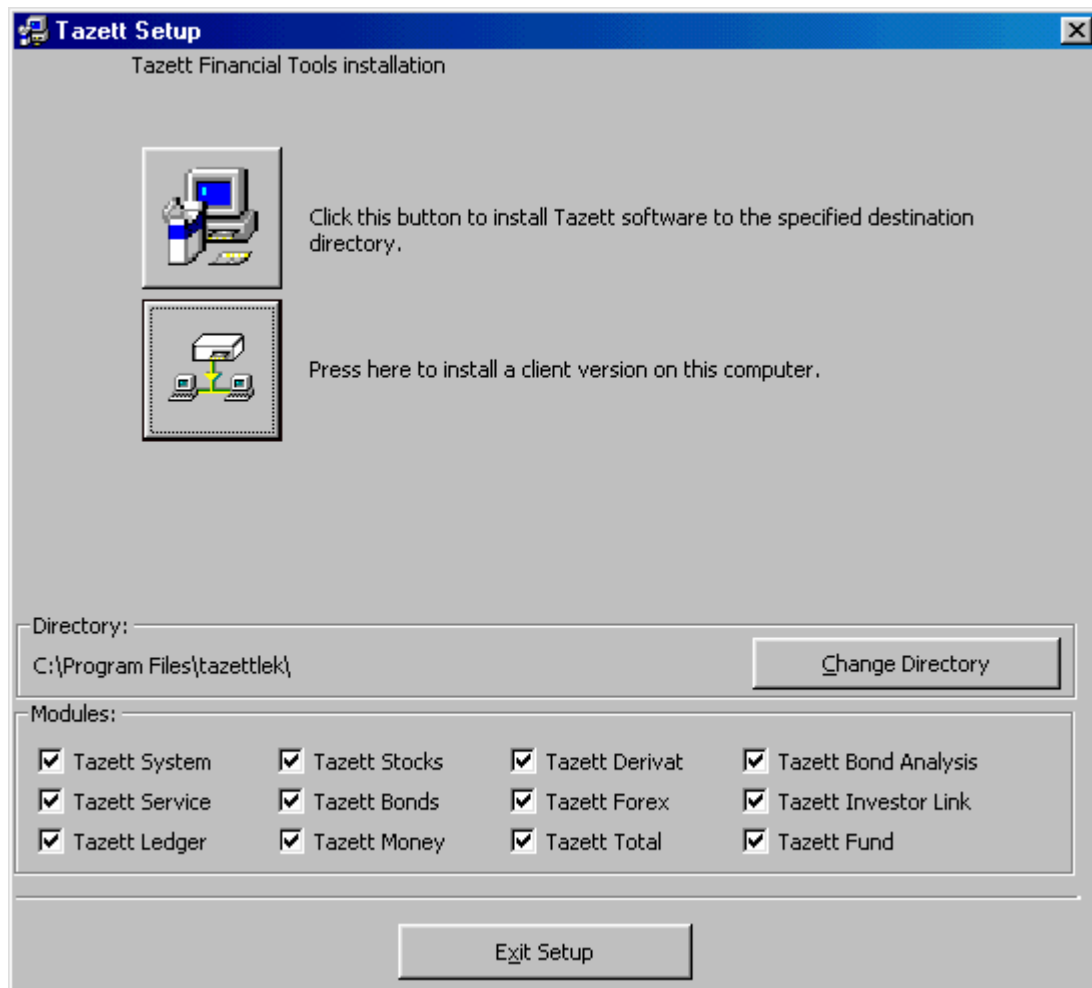 Tazett Setup
Tazett Financial Tools installation
Click this button to install Tazett software to the specified destination
directory.
Press here to install a client version on this computer.
Directory:
C:\Program Files\tazettlek\
Change Directory
Modules:
Tazett System Tazett Stocks Tazett Derivat Tazett Bond Analysis
Tazett Service Tazett Bonds Tazett Forex Tazett Investor Link
Tazett Ledger Tazett Money Tazett Total Tazett Fund
Exit Setup